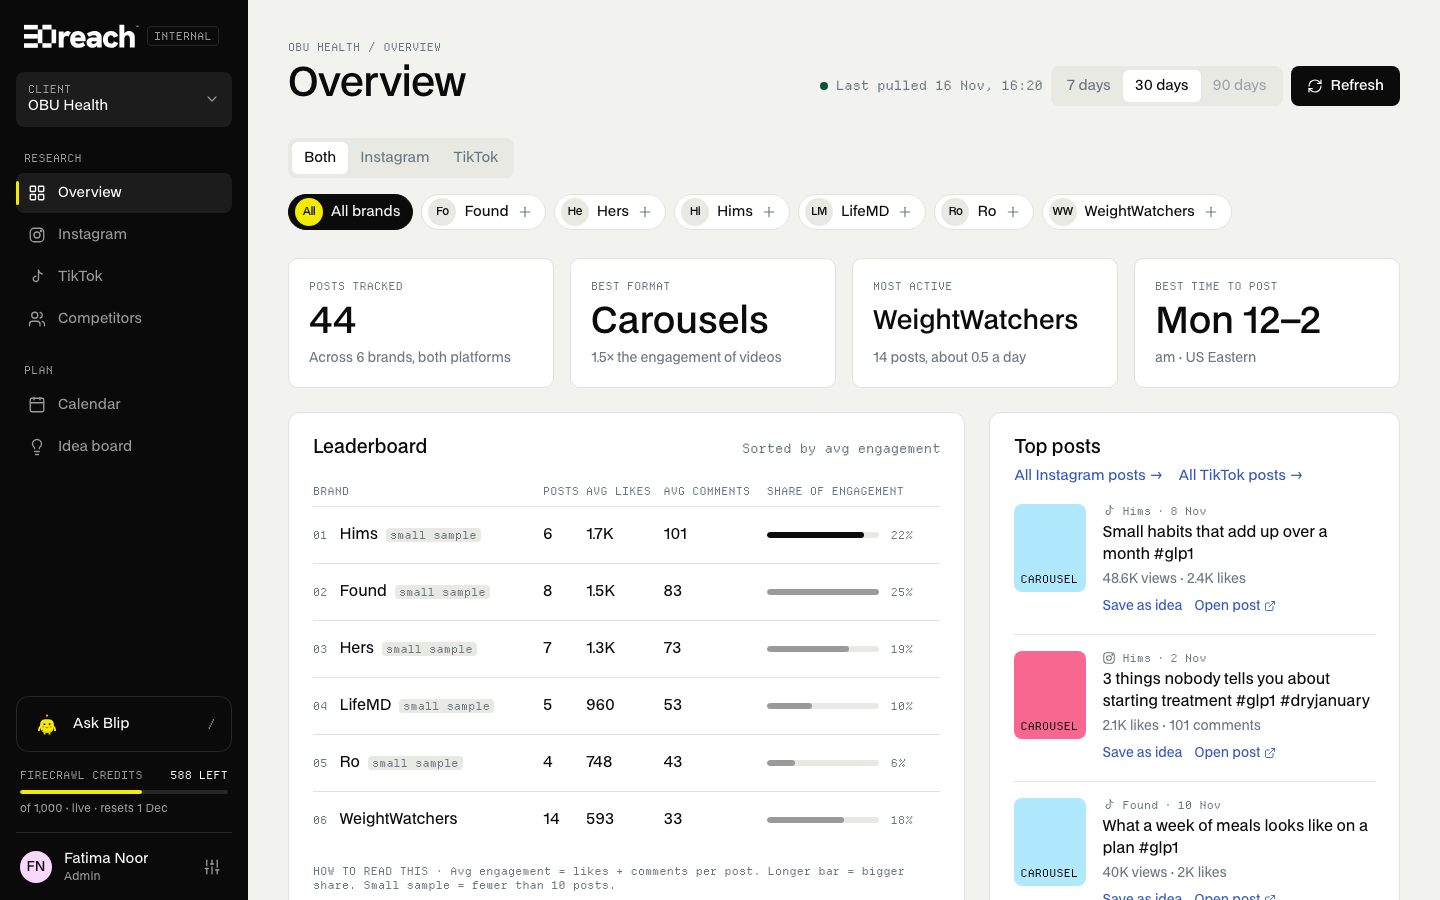 reach
INTERNAL
CLIENT
OBU Health
RESEARCH
Overview
Instagram
TikTok
Competitors
PLAN
Calendar
Idea board
Ask Blip
/
FIRECRAWL CREDITS 588 LEFT
of 1,000 · live · resets 1 Dec
FN
Fatima Noor
Admin
OBU HEALTH / OVERVIEW
Overview
Last pulled 16 Nov, 16:20
7 days 30 days 90 days
Refresh
Both Instagram TikTok
All All brands
Fo Found +
He Hers +
Hi Hims +
LM LifeMD +
Ro Ro +
WW WeightWatchers +
POSTS TRACKED
44
Across 6 brands, both platforms
BEST FORMAT
Carousels
1.5× the engagement of videos
MOST ACTIVE
WeightWatchers
14 posts, about 0.5 a day
BEST TIME TO POST
Mon 12–2
am · US Eastern
Leaderboard
Sorted by avg engagement
BRAND POSTS AVG LIKES AVG COMMENTS SHARE OF ENGAGEMENT
01 Hims small sample 6 1.7K 101 22%
02 Found small sample 8 1.5K 83 25%
03 Hers small sample 7 1.3K 73 19%
04 LifeMD small sample 5 960 53 10%
05 Ro small sample 4 748 43 6%
06 WeightWatchers 14 593 33 18%
HOW TO READ THIS · Avg engagement = likes + comments per post. Longer bar = bigger
share. Small sample = fewer than 10 posts.
Top posts
All Instagram posts → All TikTok posts →
CAROUSEL
Hims · 8 Nov
Small habits that add up over a
month #glp1
48.6K views · 2.4K likes
Save as idea Open post
CAROUSEL
Hims · 2 Nov
3 things nobody tells you about
starting treatment #glp1 #dryjanuary
2.1K likes · 101 comments
Save as idea Open post
CAROUSEL
Found · 10 Nov
What a week of meals looks like on a
plan #glp1
40K views · 2K likes
Save as idea Open post